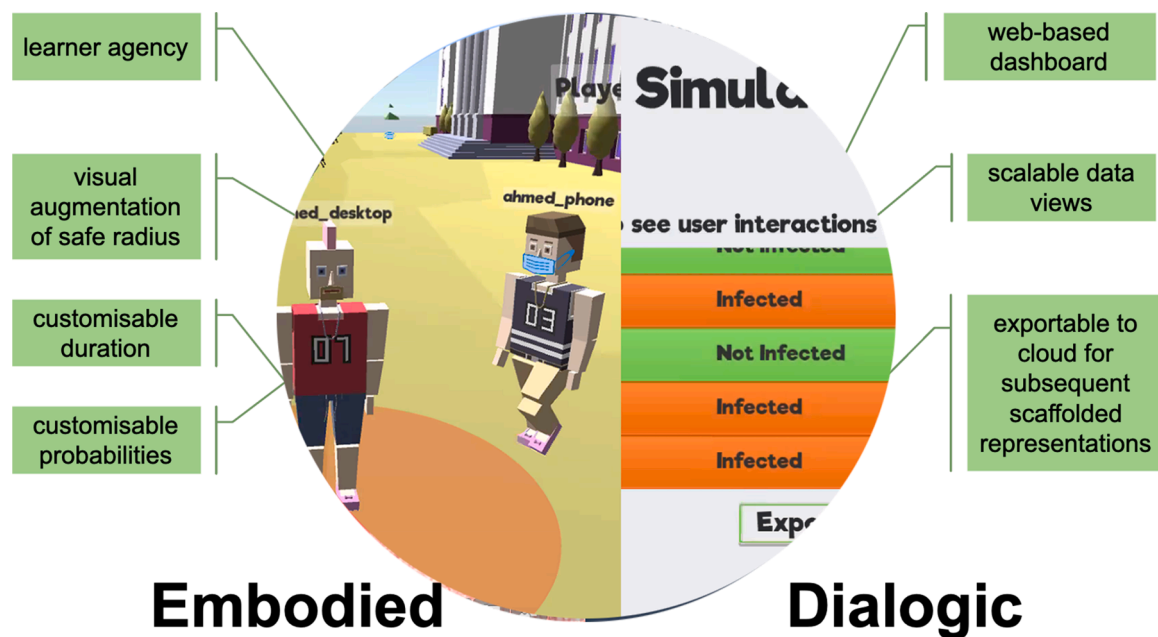 learner agency
visual
augmentation
of safe radius
customisable
duration
customisable
probabilities
Playe
ed_desktop
ahmed_phone
07
03
Simula
see user interactions
Not Infected
Infected
Not Infected
Infected
Infected
Expo
web-based
dashboard
scalable data
views
exportable to
cloud for
subsequent
scaffolded
representations
Embodied
Dialogic